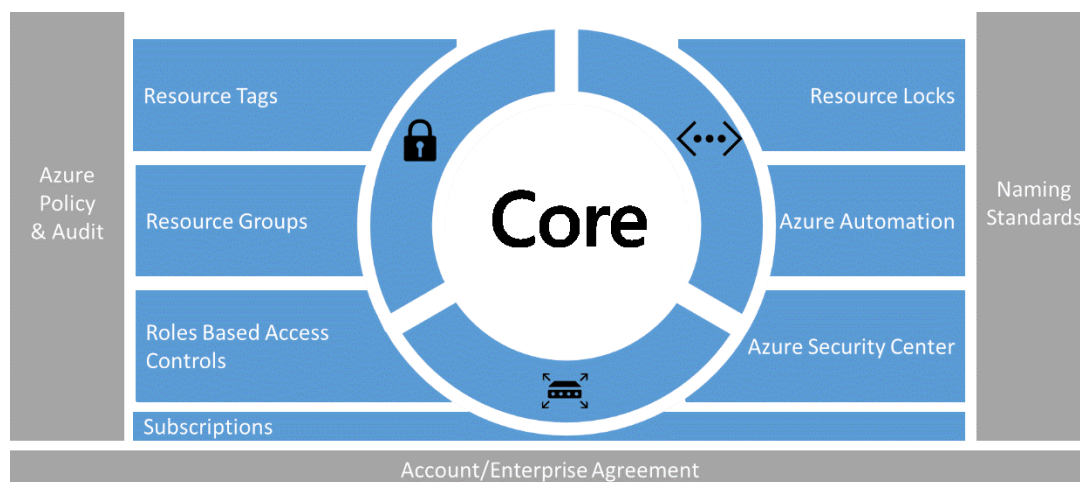 Azure
Policy
& Audit
Resource Tags
Resource Groups
Roles Based Access
Controls
Subscriptions
Core
Resource Locks
Azure Automation
Azure Security Center
Naming
Standards
Account/Enterprise Agreement